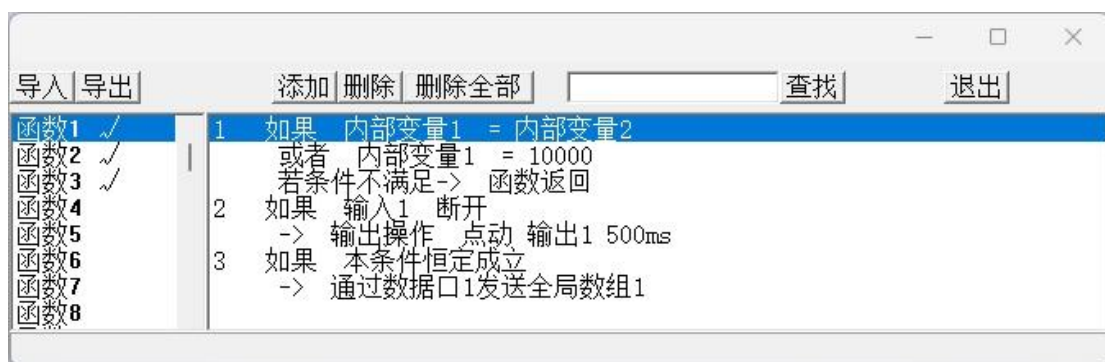 导入 导出 添加 删除 删除全部 查找 退出
函数1 √
函数2 √
函数3 √
函数4
函数5
函数6
函数7
函数8
1 如果 内部变量1 = 内部变量2
或者 内部变量1 = 10000
若条件不满足-> 函数返回
2 如果 输入1 断开
-> 输出操作 点动 输出1 500ms
3 如果 本条件恒定成立
-> 通过数据口1发送全局数组1